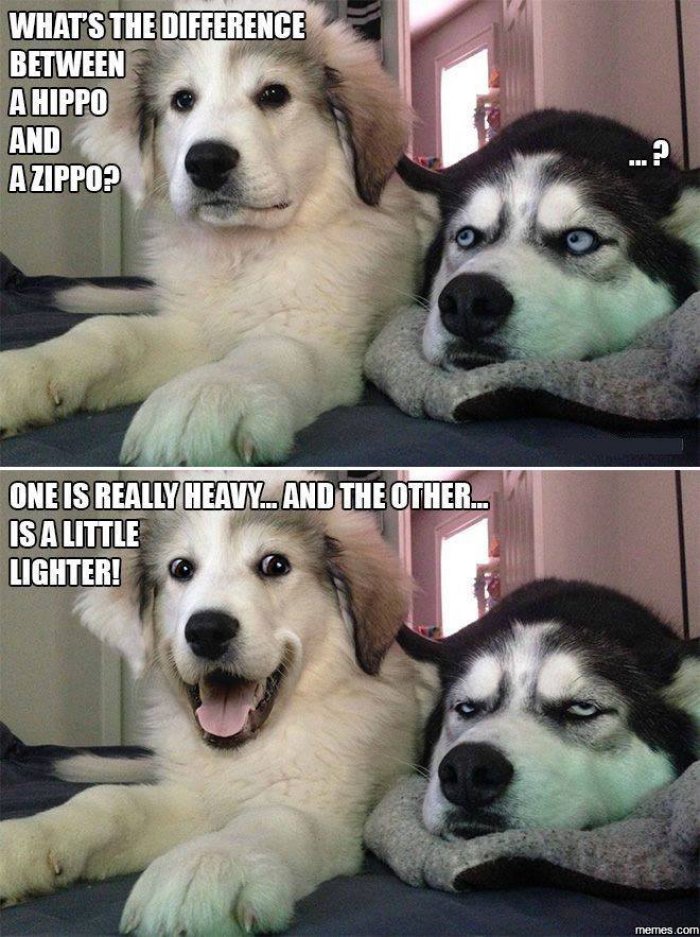 WHAT'S THE DIFFERENCE
BETWEEN
A HIPPO
AND
A ZIPPO?
... ?
ONE IS REALLY HEAVY... AND THE OTHER...
IS A LITTLE
LIGHTER!
memes.com